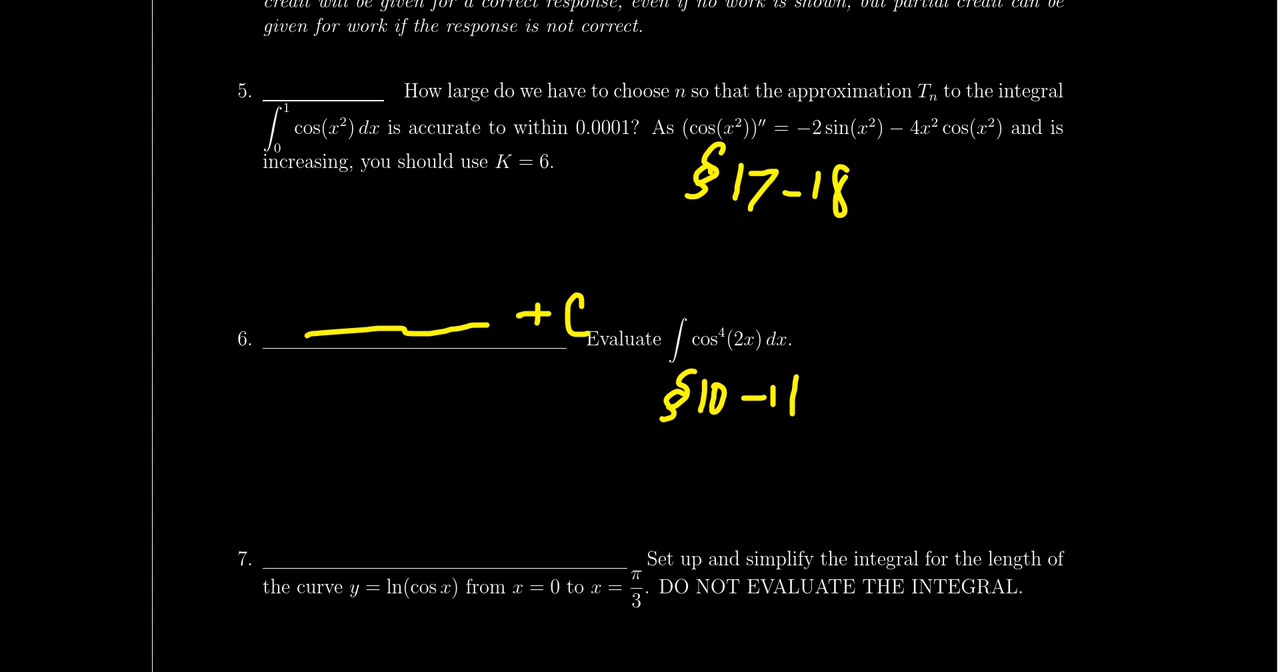 credit will be given for a correct response, even if no work is shown, but partial credit can be
given for work if the response is not correct.
5. ____________ How large do we have to choose n so that the approximation Tₙ to the integral
∫₀¹ cos(x²) dx is accurate to within 0.0001? As (cos(x²))″ = −2 sin(x²) − 4x² cos(x²) and is
increasing, you should use K = 6.
§ 17-18
+ C
6. ______________________________ Evaluate ∫ cos⁴(2x) dx.
§ 10-11
7. ____________________________________ Set up and simplify the integral for the length of
the curve y = ln(cos x) from x = 0 to x = π/3. DO NOT EVALUATE THE INTEGRAL.